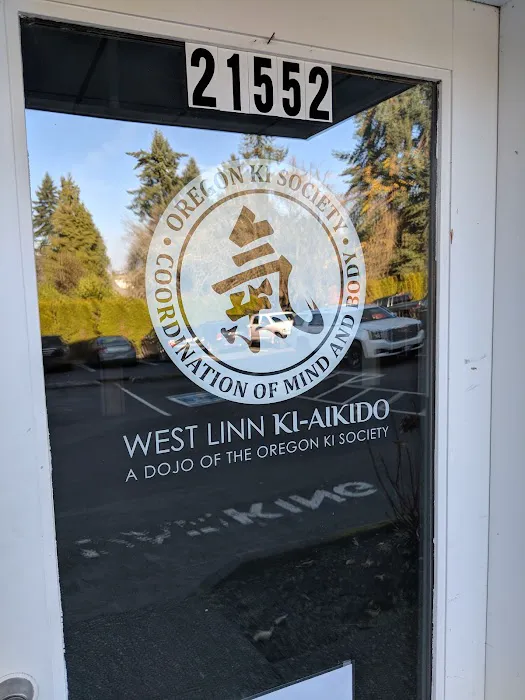 21552
• OREGON KI SOCIETY •
COORDINATION OF MIND AND BODY
氣
WEST LINN KI-AIKIDO
A DOJO OF THE OREGON KI SOCIETY